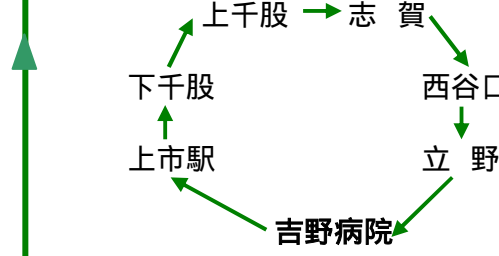 上千股 志 賀
下千股 西谷口
上市駅 立 野
吉野病院